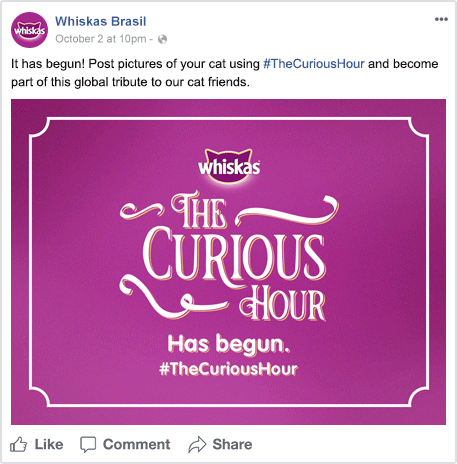 whiskas
Whiskas Brasil
October 2 at 10pm -
It has begun! Post pictures of your cat using #TheCuriousHour and become
part of this global tribute to our cat friends.
whiskas
THE
CURIOUS
HOUR
Has begun.
#TheCuriousHour
Like Comment Share